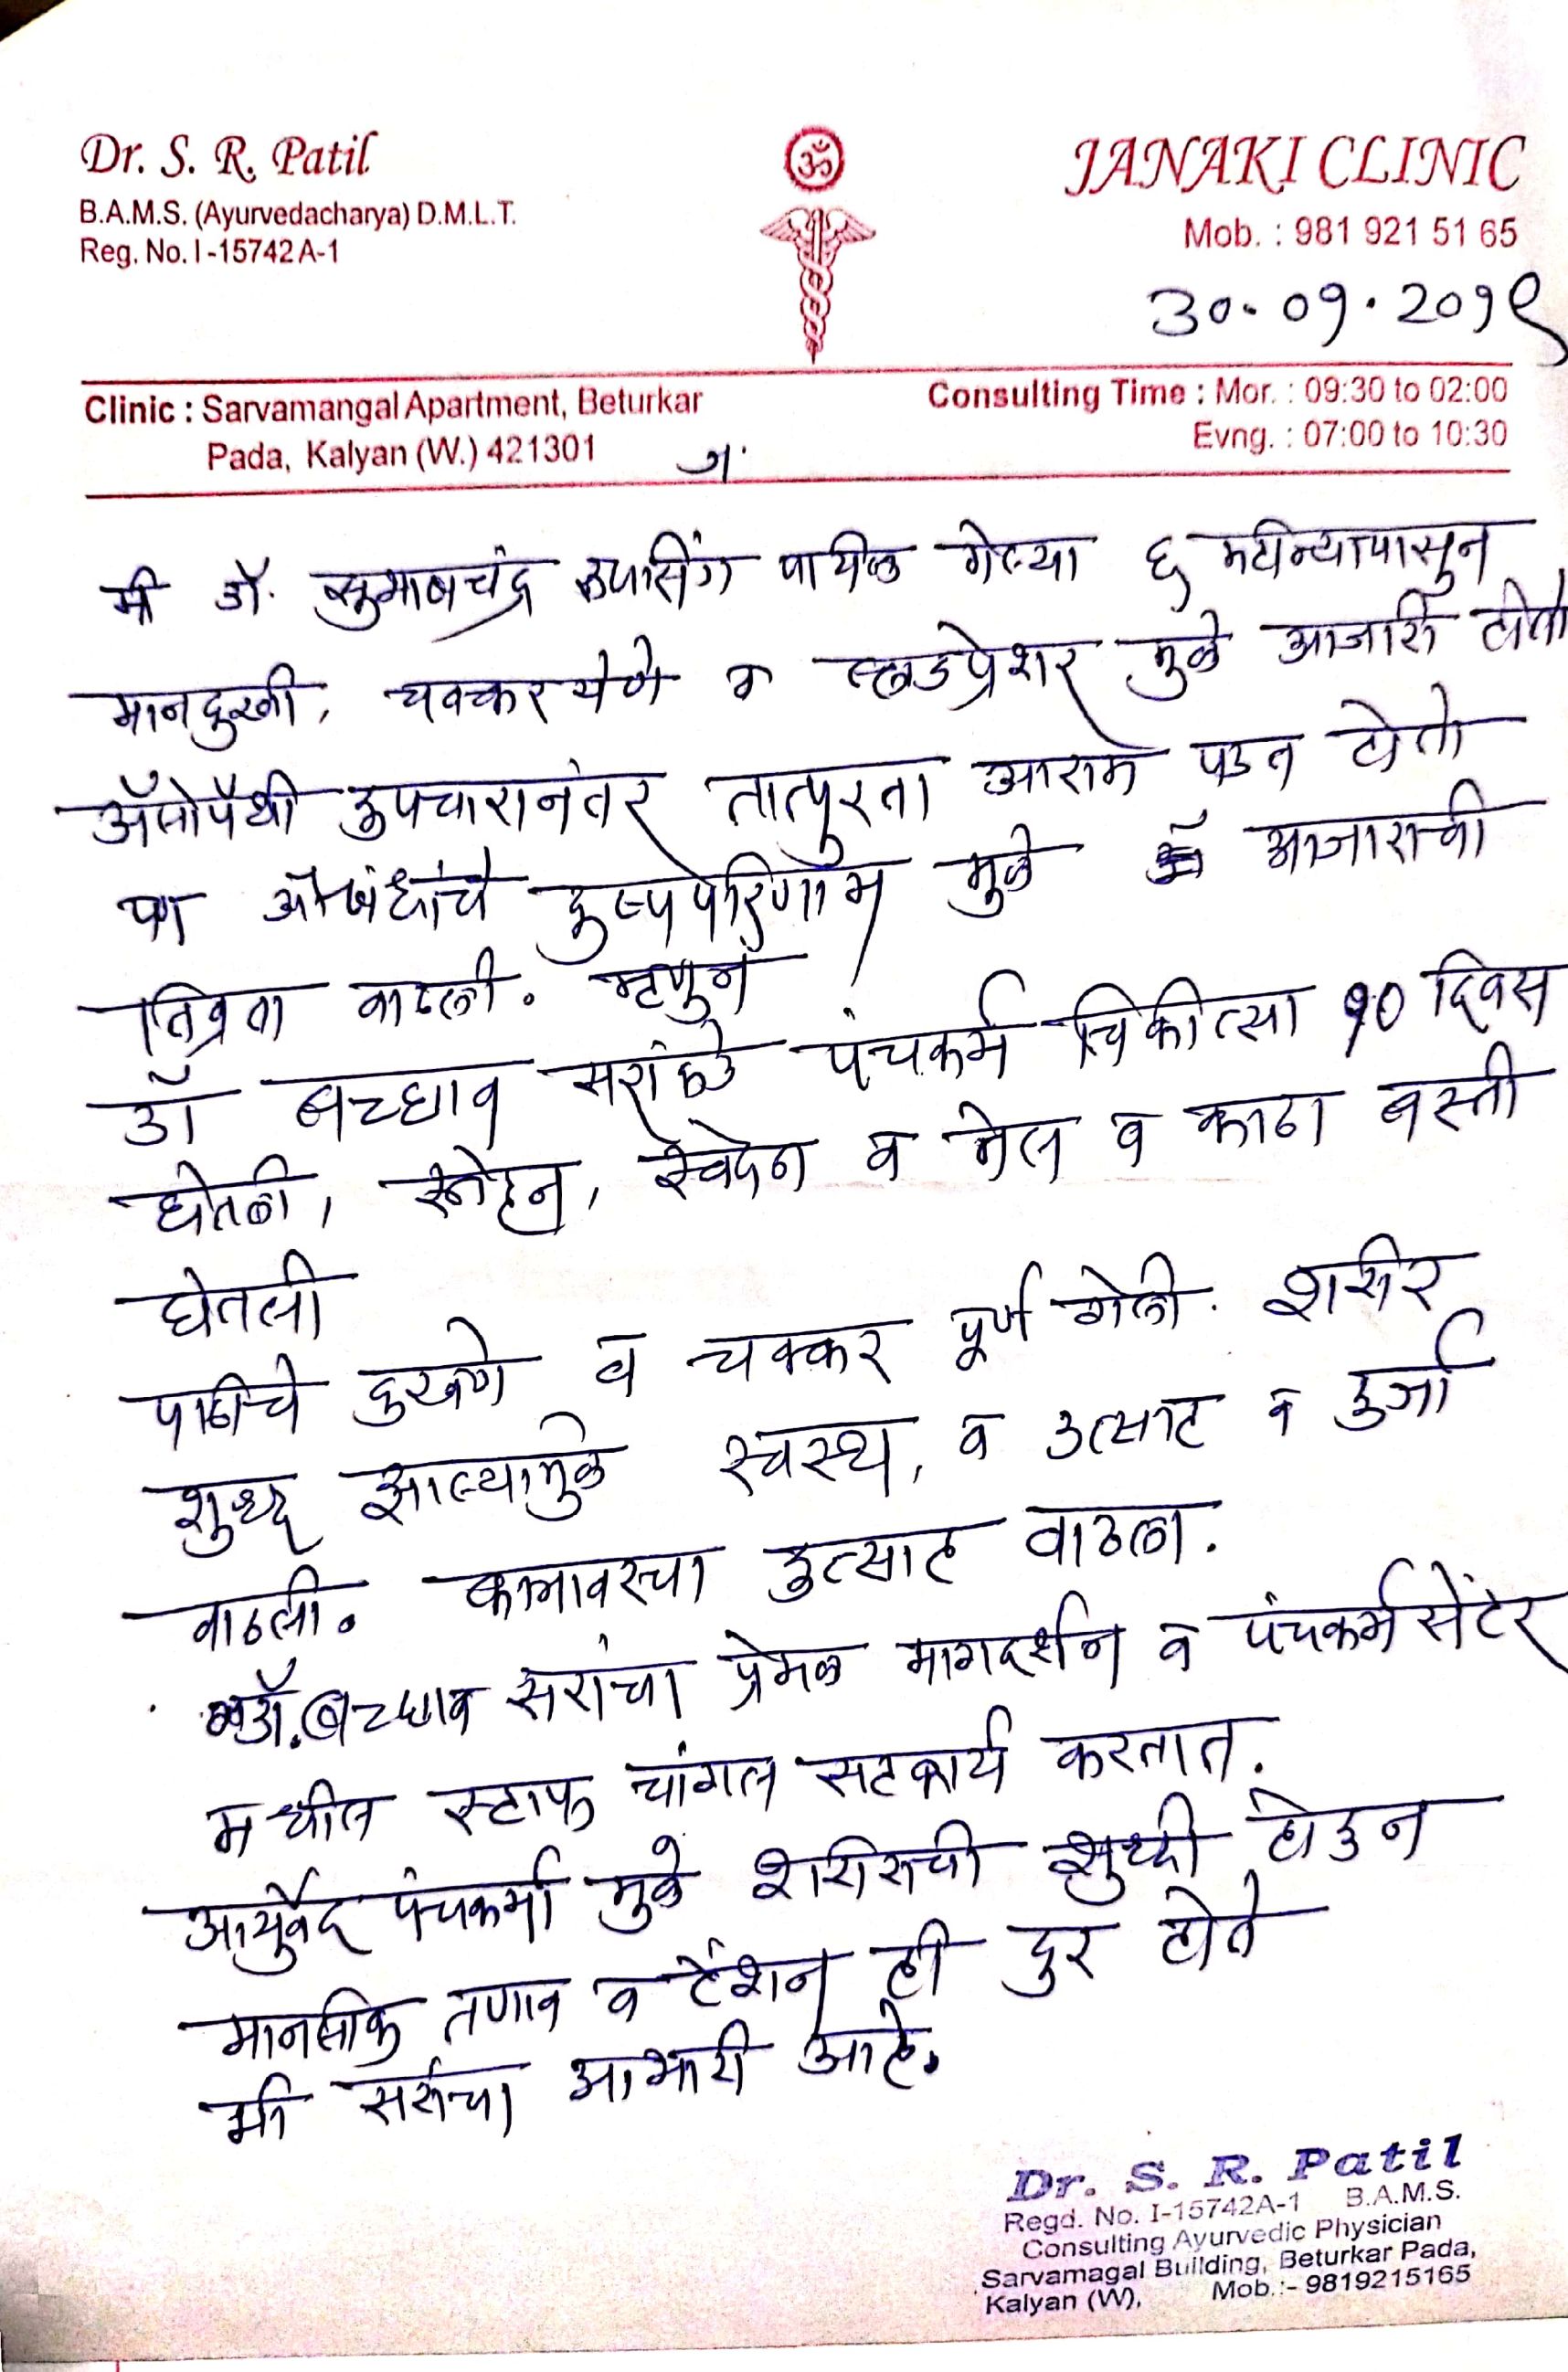 Dr. S. R. Patil
B.A.M.S. (Ayurvedacharya) D.M.L.T.
Reg. No. I-15742 A-1
ॐ
JANAKI CLINIC
Mob. : 981 921 51 65
30.09.2019
Clinic : Sarvamangal Apartment, Beturkar
Pada, Kalyan (W.) 421301
Consulting Time : Mor. : 09:30 to 02:00
Evng. : 07:00 to 10:30
मी डॉ. सुभाषचंद्र रुपसिंग पाटील गेल्या ६ महीन्यापासुन
मानदुखी, चक्कर येणे व ब्लडप्रेशर मुळे आजारी होतो
अ‍ॅलोपॅथी उपचारानंतर तात्पुरता आराम पडत होतो
पण औषधांचे दुष्यपरिणाम मुळे आजाराची
तिव्रता वाढली. म्हणुन
डॉ बच्छाव सरांकडे पंचकर्म चिकीत्सा १० दिवस
घेतली, स्नेहन, स्वेदन व तेल व काढा बस्ती
घेतली
पाठीचे दुखणे व चक्कर पूर्ण गेली. शरीर
शुध्द झाल्यामुळे स्वस्थ, व उत्साह व उर्जा
वाढली. कामावरचा उत्साह वाढला.
डॉ. बच्छाव सरांचा प्रेमळ मागदर्शन व पंचकर्म सेंटर
मधील स्टाफ चांगल सहकार्य करतात.
आयुर्वेद पंचकर्मा मुळे शरीराची शुध्दी होउन
मानसीक तणाव व टेंशन ही दुर होते
मी सरांचा आभारी आहे.
Dr. S. R. Patil
Regd. No. I-15742A-1 B.A.M.S.
Consulting Ayurvedic Physician
Sarvamagal Building, Beturkar Pada,
Kalyan (W), Mob.:- 9819215165